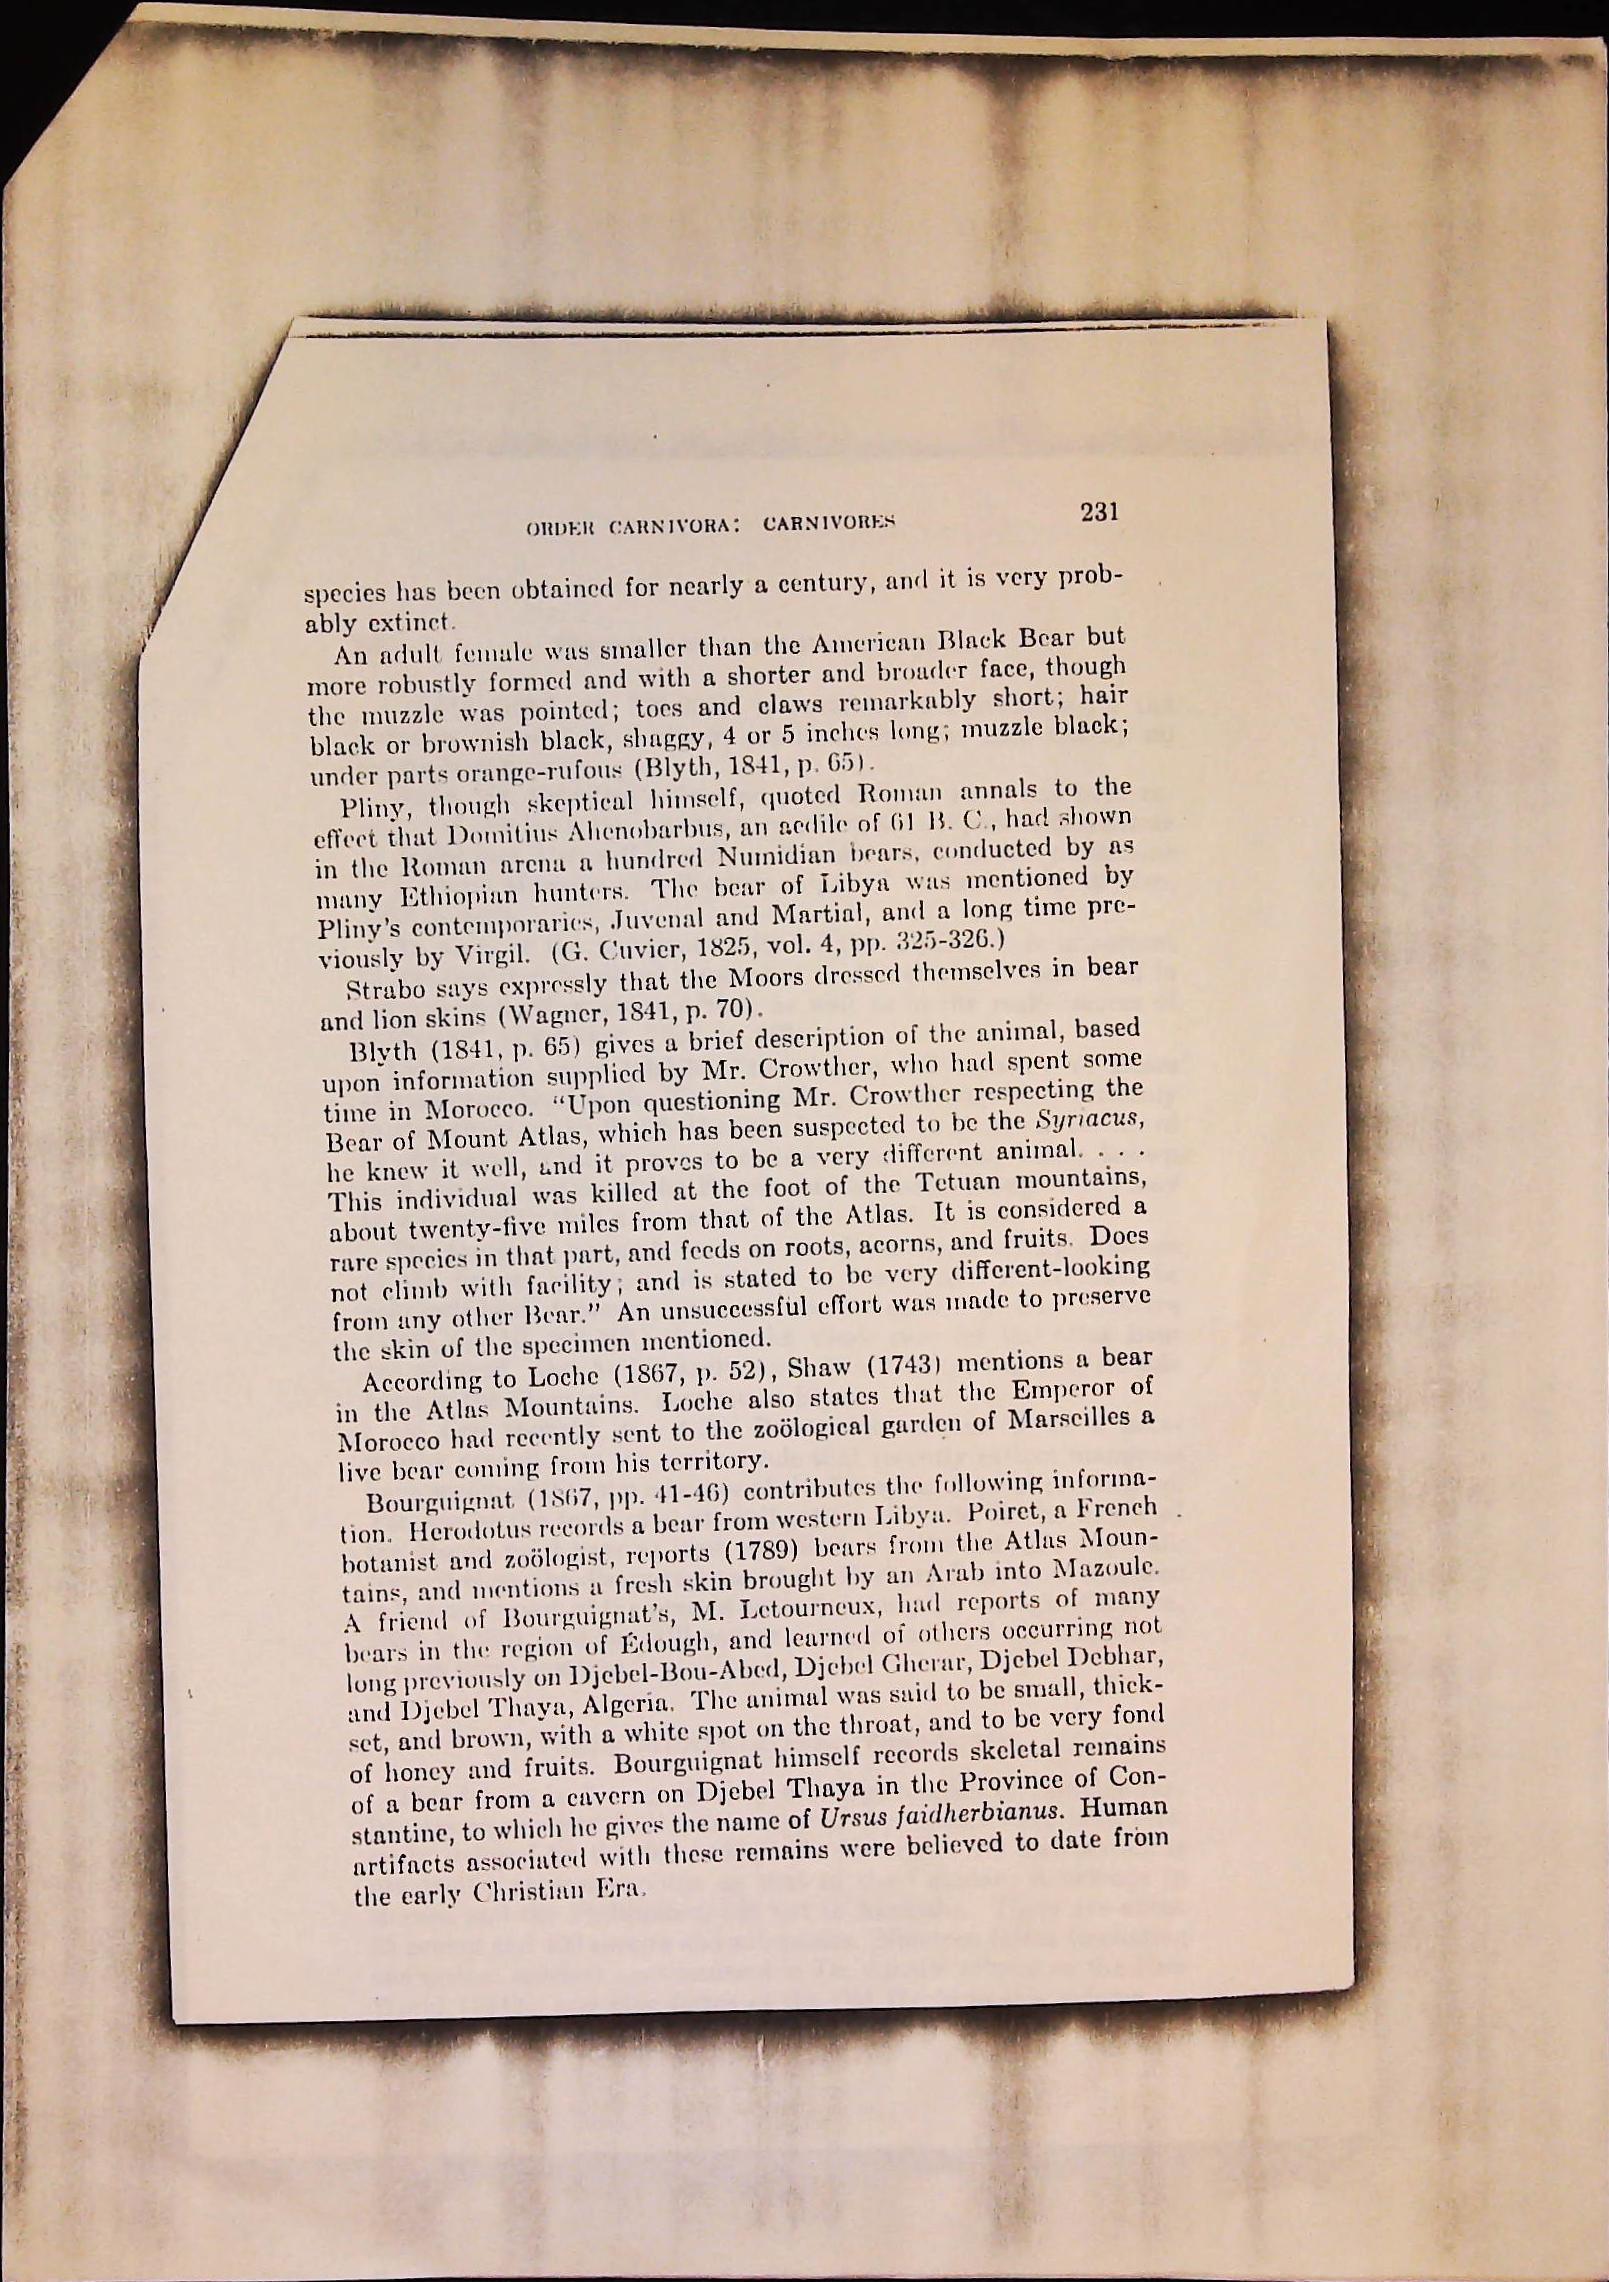 ORDER CARNIVORA: CARNIVORES 231
species has been obtained for nearly a century, and it is very prob-
ably extinct.
An adult female was smaller than the American Black Bear but
more robustly formed and with a shorter and broader face, though
the muzzle was pointed; toes and claws remarkably short; hair
black or brownish black, shaggy, 4 or 5 inches long; muzzle black;
under parts orange-rufous (Blyth, 1841, p. 65).
Pliny, though skeptical himself, quoted Roman annals to the
effect that Domitius Ahenobarbus, an aedile of 61 B. C., had shown
in the Roman arena a hundred Numidian bears, conducted by as
many Ethiopian hunters. The bear of Libya was mentioned by
Pliny's contemporaries, Juvenal and Martial, and a long time pre-
viously by Virgil. (G. Cuvier, 1825, vol. 4, pp. 325-326.)
Strabo says expressly that the Moors dressed themselves in bear
and lion skins (Wagner, 1841, p. 70).
Blyth (1841, p. 65) gives a brief description of the animal, based
upon information supplied by Mr. Crowther, who had spent some
time in Morocco. "Upon questioning Mr. Crowther respecting the
Bear of Mount Atlas, which has been suspected to be the Syriacus,
he knew it well, and it proves to be a very different animal. . . .
This individual was killed at the foot of the Tetuan mountains,
about twenty-five miles from that of the Atlas. It is considered a
rare species in that part, and feeds on roots, acorns, and fruits. Does
not climb with facility; and is stated to be very different-looking
from any other Bear." An unsuccessful effort was made to preserve
the skin of the specimen mentioned.
According to Loche (1867, p. 52), Shaw (1743) mentions a bear
in the Atlas Mountains. Loche also states that the Emperor of
Morocco had recently sent to the zoölogical garden of Marseilles a
live bear coming from his territory.
Bourguignat (1867, pp. 41-46) contributes the following informa-
tion. Herodotus records a bear from western Libya. Poiret, a French
botanist and zoölogist, reports (1789) bears from the Atlas Moun-
tains, and mentions a fresh skin brought by an Arab into Mazoule.
A friend of Bourguignat's, M. Letourneux, had reports of many
bears in the region of Édough, and learned of others occurring not
long previously on Djebel-Bou-Abed, Djebel Gherar, Djebel Debhar,
and Djebel Thaya, Algeria. The animal was said to be small, thick-
set, and brown, with a white spot on the throat, and to be very fond
of honey and fruits. Bourguignat himself records skeletal remains
of a bear from a cavern on Djebel Thaya in the Province of Con-
stantine, to which he gives the name of Ursus faidherbianus. Human
artifacts associated with these remains were believed to date from
the early Christian Era.